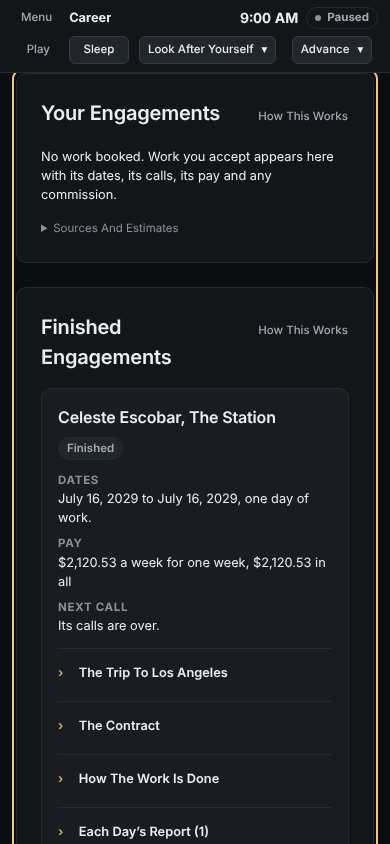 Menu Career 9:00 AM Paused
Play Sleep Look After Yourself ▾ Advance ▾
Your Engagements How This Works
No work booked. Work you accept appears here
with its dates, its calls, its pay and any
commission.
Sources And Estimates
Finished
Engagements
How This Works
Celeste Escobar, The Station
Finished
DATES
July 16, 2029 to July 16, 2029, one day of
work.
PAY
$2,120.53 a week for one week, $2,120.53 in
all
NEXT CALL
Its calls are over.
The Trip To Los Angeles
The Contract
How The Work Is Done
Each Day’s Report (1)